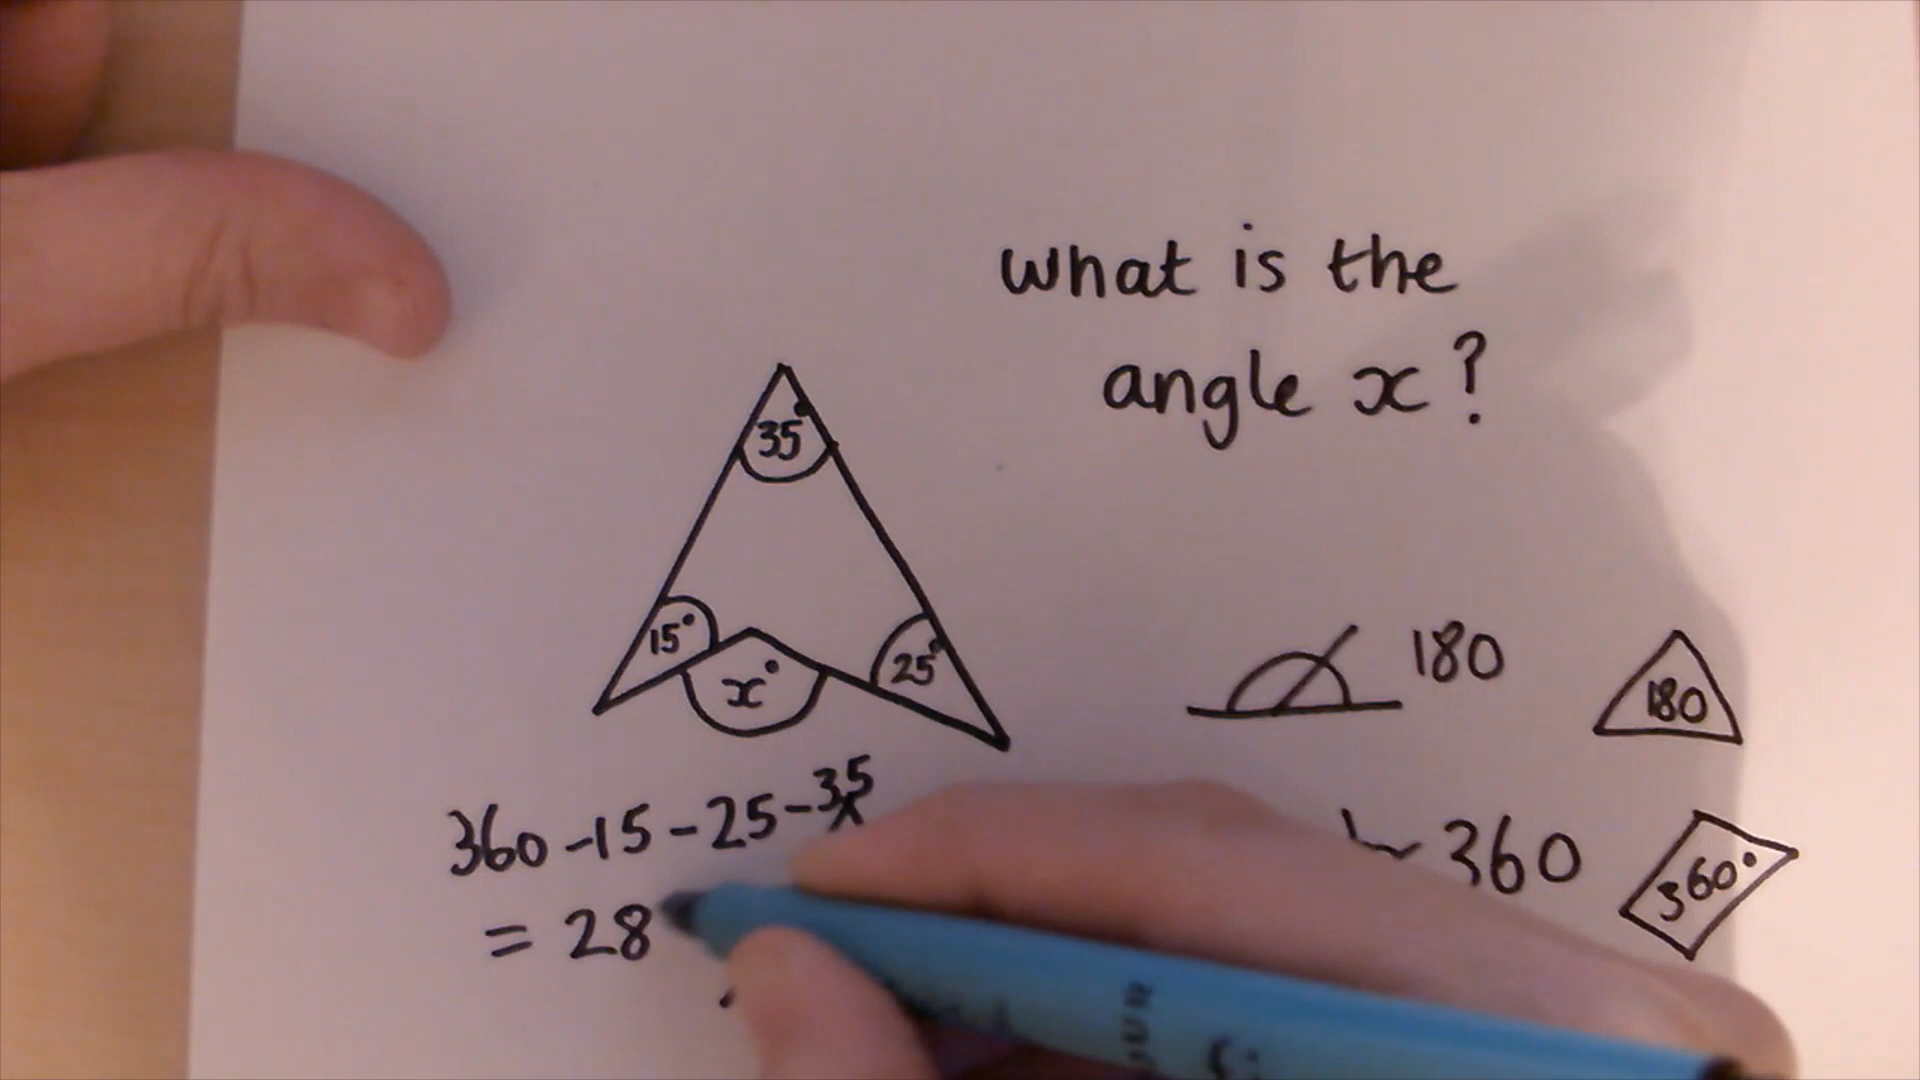 what is the
angle x?
35°
15°
x°
25°
180
180
360 - 15 - 25 - 35
= 28
360
360°